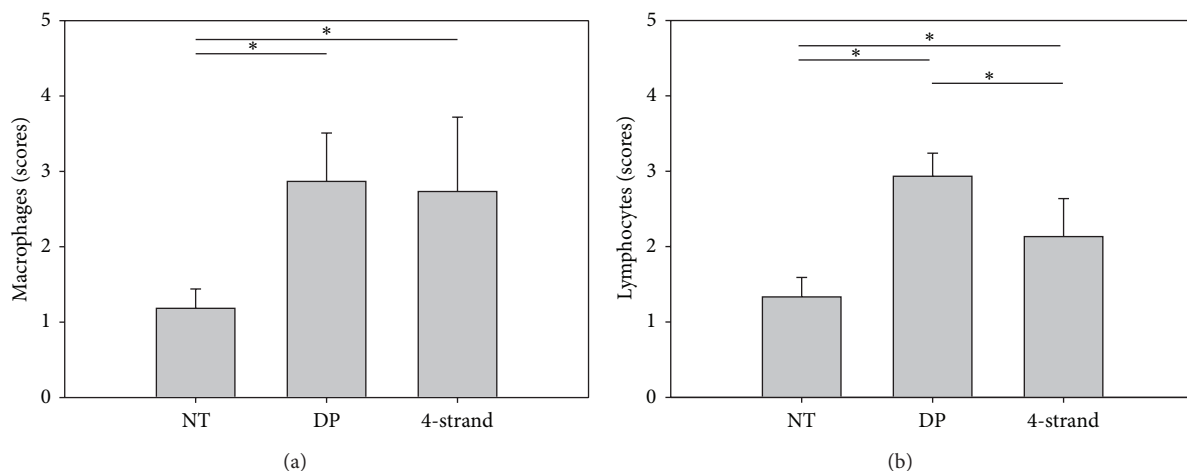 Macrophages (scores)
5
4
3
2
1
0
*
*
NT
DP
4-strand
(a)
Lymphocytes (scores)
5
4
3
2
1
0
*
*
*
NT
DP
4-strand
(b)